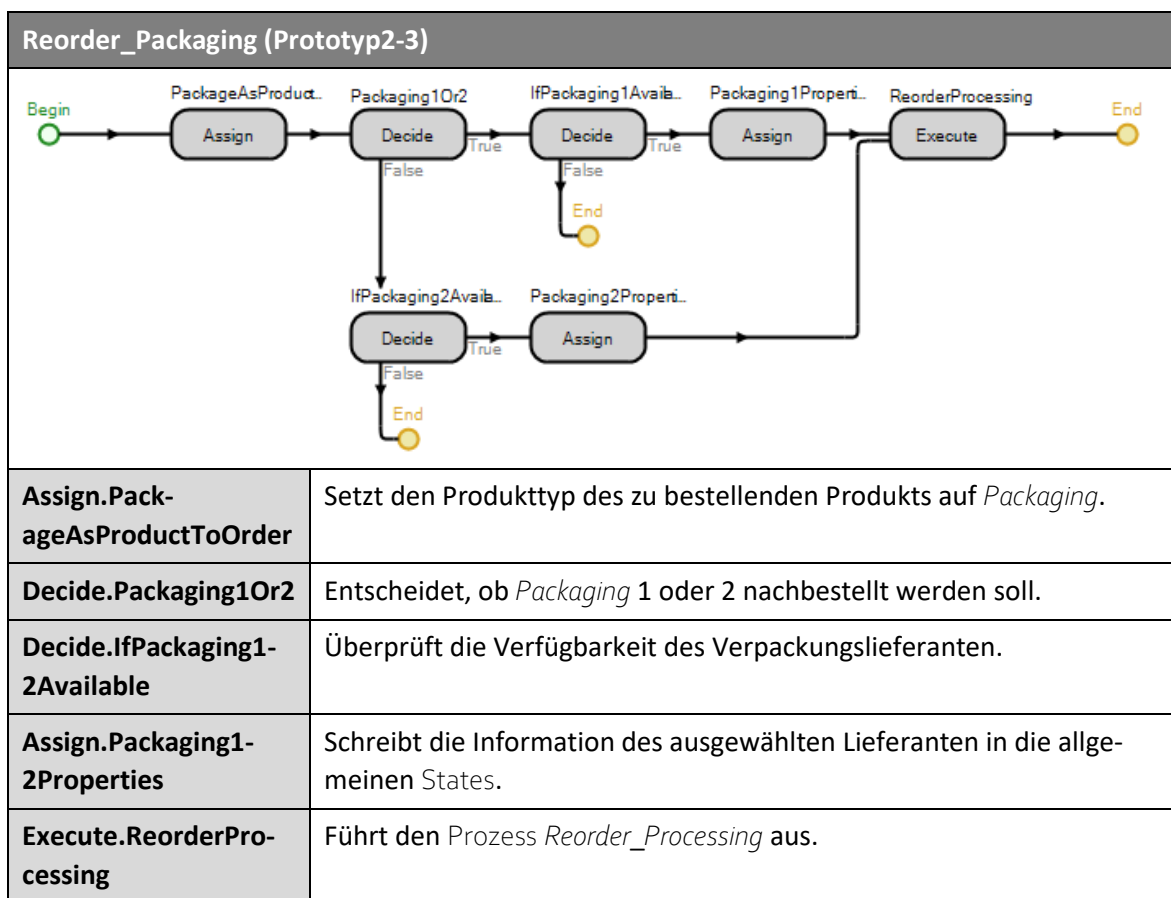 Reorder_Packaging (Prototyp2-3)
Begin
PackageAsProduct..
Packaging1Or2
IfPackaging1Availa..
Packaging1Properti..
ReorderProcessing
End
Assign
Decide
True
Decide
True
Assign
Execute
False
False
End
IfPackaging2Availa..
Packaging2Properti..
Decide
True
Assign
False
End
Assign.Pack-
ageAsProductToOrder
Setzt den Produkttyp des zu bestellenden Produkts auf Packaging.
Decide.Packaging1Or2
Entscheidet, ob Packaging 1 oder 2 nachbestellt werden soll.
Decide.IfPackaging1-
2Available
Überprüft die Verfügbarkeit des Verpackungslieferanten.
Assign.Packaging1-
2Properties
Schreibt die Information des ausgewählten Lieferanten in die allge-
meinen States.
Execute.ReorderPro-
cessing
Führt den Prozess Reorder_Processing aus.